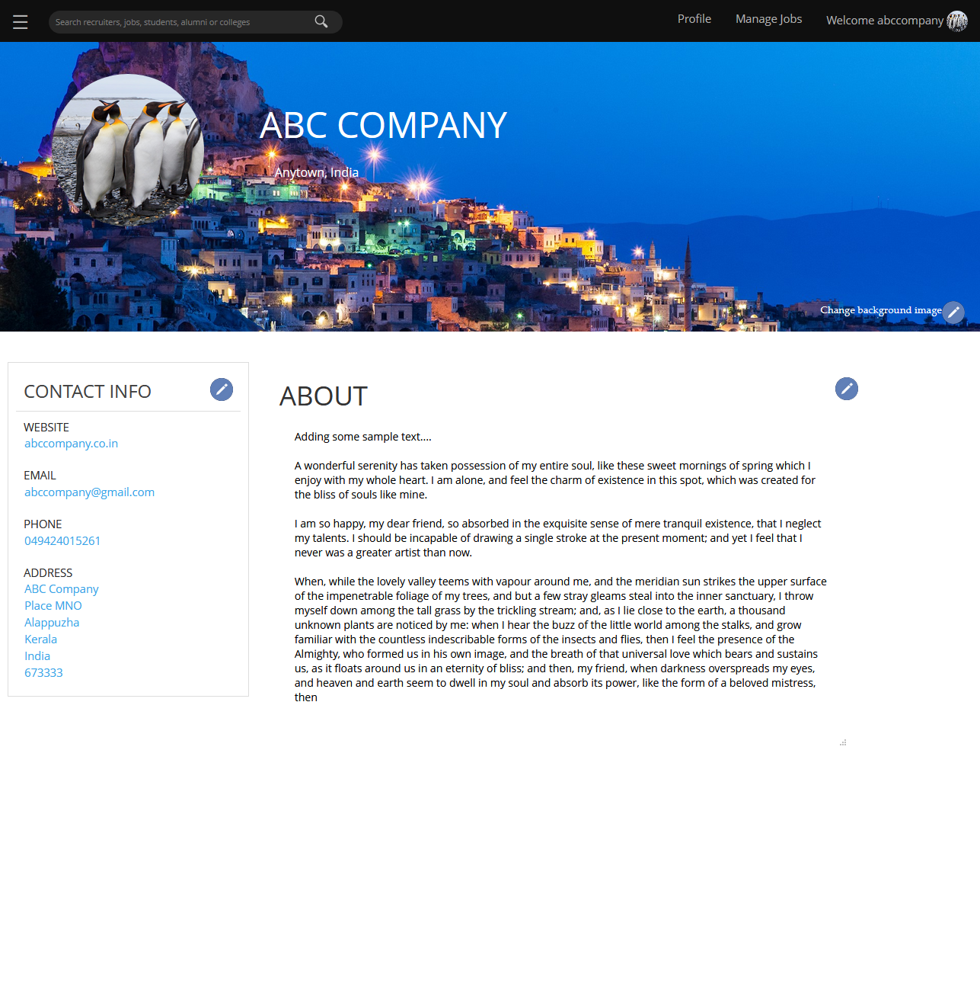 Search recruiters, jobs, students, alumni or colleges
Profile
Manage Jobs
Welcome abccompany
ABC COMPANY
Anytown, India
Change background image
CONTACT INFO
WEBSITE
abccompany.co.in
EMAIL
abccompany@gmail.com
PHONE
049424015261
ADDRESS
ABC Company
Place MNO
Alappuzha
Kerala
India
673333
ABOUT
Adding some sample text....
A wonderful serenity has taken possession of my entire soul, like these sweet mornings of spring which I
enjoy with my whole heart. I am alone, and feel the charm of existence in this spot, which was created for
the bliss of souls like mine.
I am so happy, my dear friend, so absorbed in the exquisite sense of mere tranquil existence, that I neglect
my talents. I should be incapable of drawing a single stroke at the present moment; and yet I feel that I
never was a greater artist than now.
When, while the lovely valley teems with vapour around me, and the meridian sun strikes the upper surface
of the impenetrable foliage of my trees, and but a few stray gleams steal into the inner sanctuary, I throw
myself down among the tall grass by the trickling stream; and, as I lie close to the earth, a thousand
unknown plants are noticed by me: when I hear the buzz of the little world among the stalks, and grow
familiar with the countless indescribable forms of the insects and flies, then I feel the presence of the
Almighty, who formed us in his own image, and the breath of that universal love which bears and sustains
us, as it floats around us in an eternity of bliss; and then, my friend, when darkness overspreads my eyes,
and heaven and earth seem to dwell in my soul and absorb its power, like the form of a beloved mistress,
then